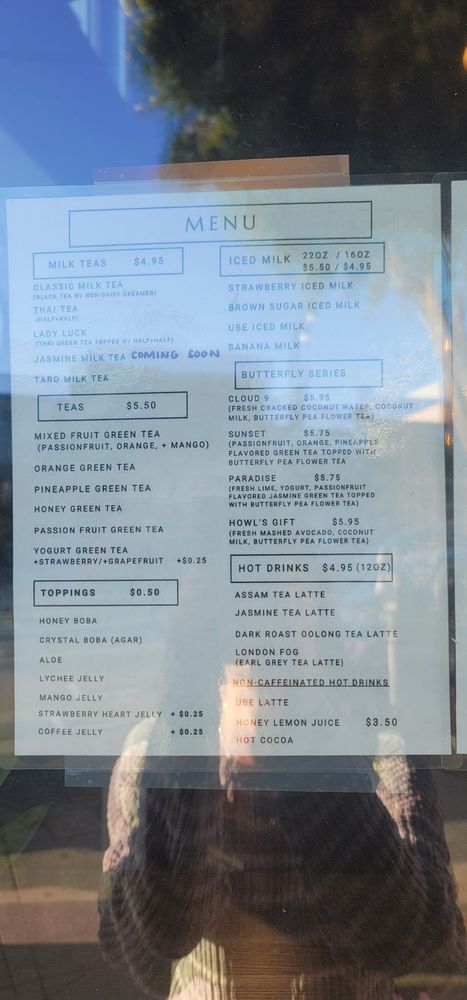 MENU
MILK TEAS $4.95
CLASSIC MILK TEA
(BLACK TEA W/ NON-DAIRY CREAMER)
THAI TEA
(HALF+HALF)
LADY LUCK
(THAI GREEN TEA TOPPED W/ HALF+HALF)
JASMINE MILK TEA COMING SOON
TARO MILK TEA
TEAS $5.50
MIXED FRUIT GREEN TEA
(PASSIONFRUIT, ORANGE, + MANGO)
ORANGE GREEN TEA
PINEAPPLE GREEN TEA
HONEY GREEN TEA
PASSION FRUIT GREEN TEA
YOGURT GREEN TEA
+STRAWBERRY/+GRAPEFRUIT +$0.25
TOPPINGS $0.50
HONEY BOBA
CRYSTAL BOBA (AGAR)
ALOE
LYCHEE JELLY
MANGO JELLY
STRAWBERRY HEART JELLY + $0.25
COFFEE JELLY + $0.25
ICED MILK 22OZ / 16OZ
$5.50 / $4.95
STRAWBERRY ICED MILK
BROWN SUGAR ICED MILK
UBE ICED MILK
BANANA MILK
BUTTERFLY SERIES
CLOUD 9 $5.95
(FRESH CRACKED COCONUT WATER, COCONUT
MILK, BUTTERFLY PEA FLOWER TEA)
SUNSET $5.75
(PASSIONFRUIT, ORANGE, PINEAPPLE
FLAVORED GREEN TEA TOPPED WITH
BUTTERFLY PEA FLOWER TEA
PARADISE $5.75
(FRESH LIME, YOGURT, PASSIONFRUIT
FLAVORED JASMINE GREEN TEA TOPPED
WITH BUTTERFLY PEA FLOWER TEA)
HOWL'S GIFT $5.95
(FRESH MASHED AVOCADO, COCONUT
MILK, BUTTERFLY PEA FLOWER TEA)
HOT DRINKS $4.95 (12OZ)
ASSAM TEA LATTE
JASMINE TEA LATTE
DARK ROAST OOLONG TEA LATTE
LONDON FOG
(EARL GREY TEA LATTE)
NON-CAFFEINATED HOT DRINKS
UBE LATTE
HONEY LEMON JUICE $3.50
HOT COCOA